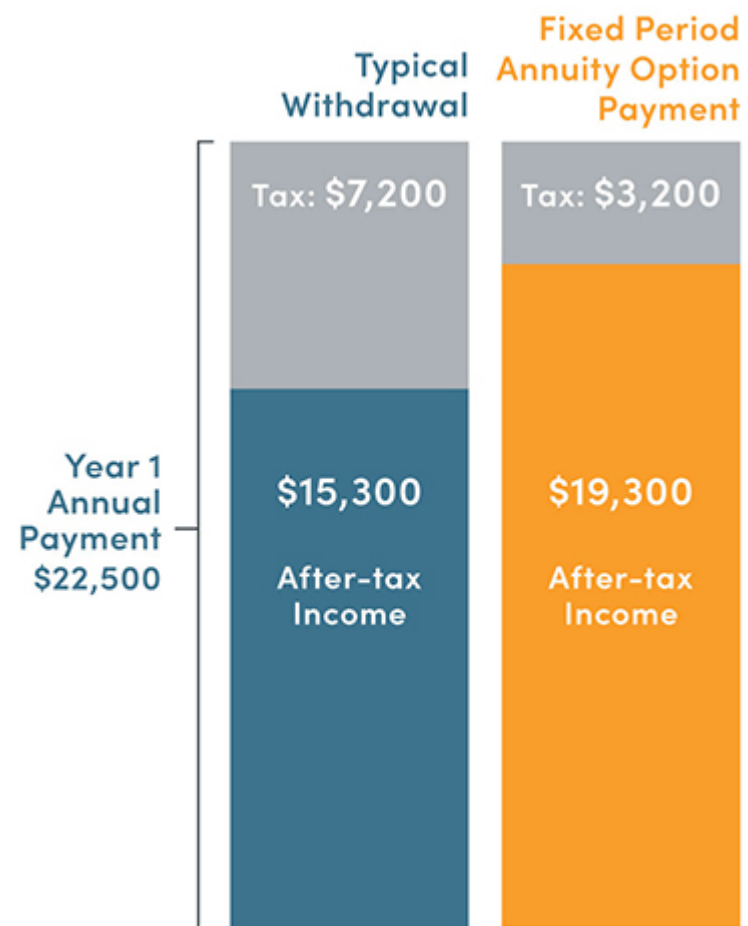 Typical
Withdrawal
Fixed Period
Annuity Option
Payment
Tax: $7,200
Tax: $3,200
Year 1
Annual
Payment
$22,500
$15,300
After-tax
Income
$19,300
After-tax
Income